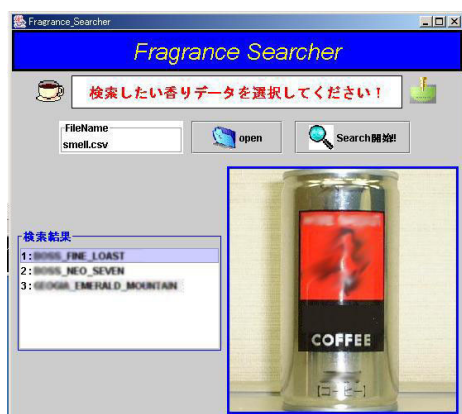 Fragrance_Searcher
Fragrance Searcher
検索したい香りデータを選択してください！
FileName
smell.csv
open
Search開始!!
検索結果
1: _FINE_LOAST
2: _NEO_SEVEN
3: _EMERALD_MOUNTAIN
COFFEE
[コーヒー]